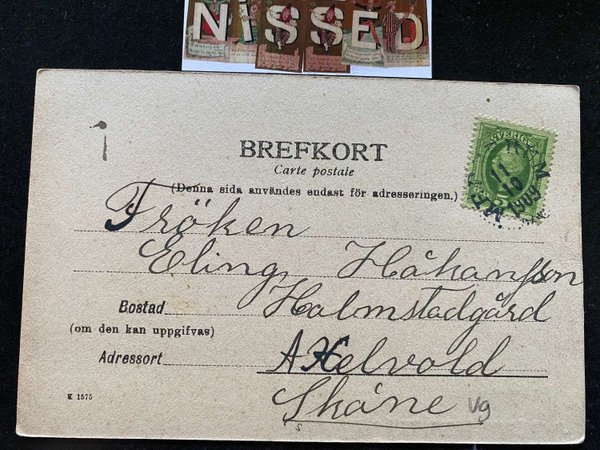 NISSED
BREFKORT
Carte postale
(Denna sida användes endast för adresseringen.)
SVERIGE
Fröken
Eling Håkansson
Bostad Halmstadgård
(om den kan uppgifvas)
Adressort Axelvold
Skåne vg
K 1575